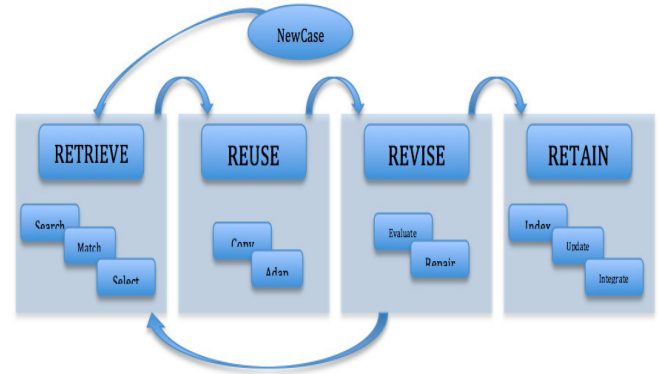 NewCase
RETRIEVE
Search
Match
Select
REUSE
Copy
Adap
REVISE
Evaluate
Repair
RETAIN
Index
Update
Integrate